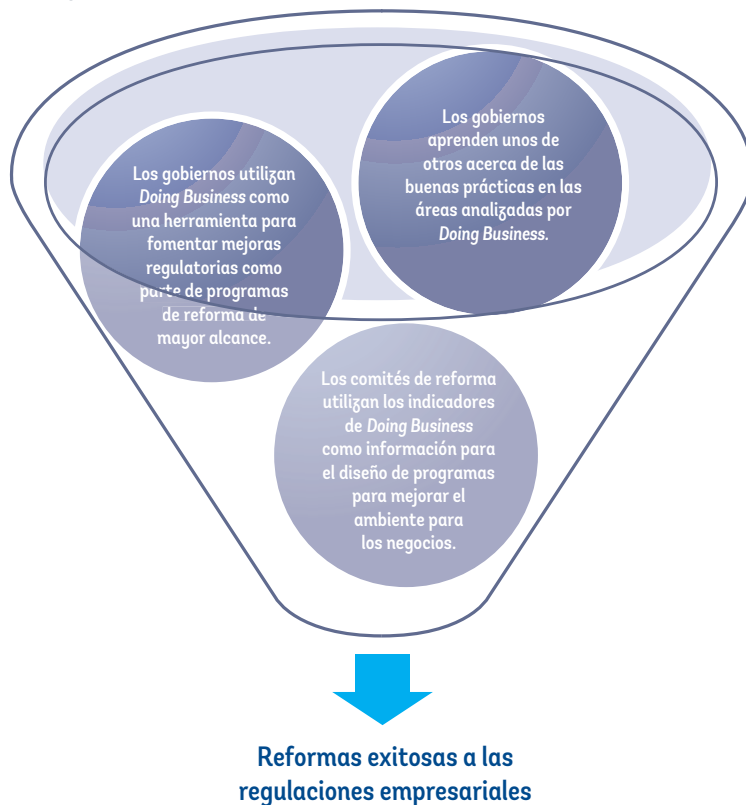 Los gobiernos utilizan
Doing Business como
una herramienta para
fomentar mejoras
regulatorias como
parte de programas
de reforma de
mayor alcance.
Los gobiernos
aprenden unos de
otros acerca de las
buenas prácticas en las
áreas analizadas por
Doing Business.
Los comités de reforma
utilizan los indicadores
de Doing Business
como información para
el diseño de programas
para mejorar el
ambiente para
los negocios.
Reformas exitosas a las
regulaciones empresariales